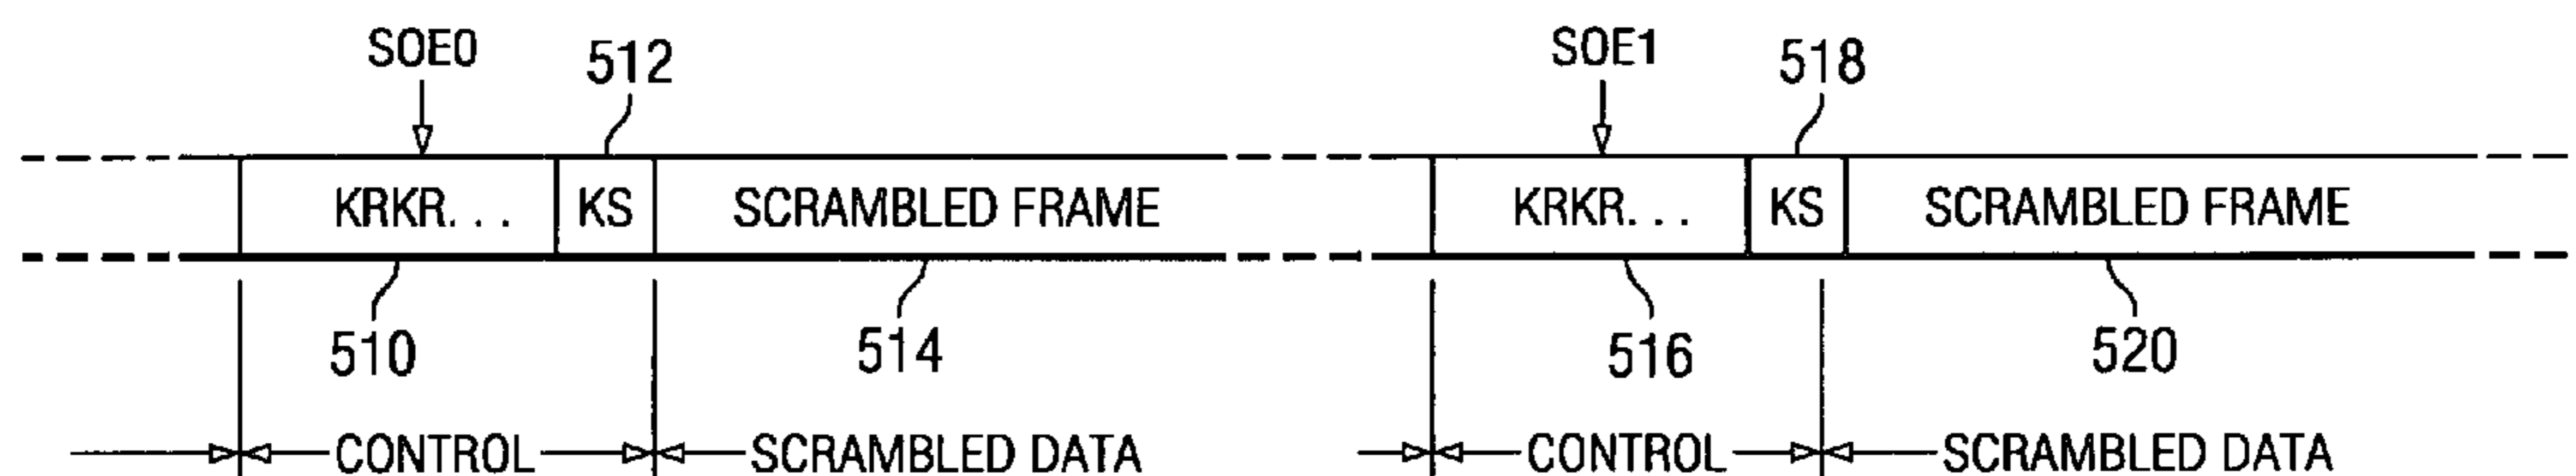 SOE0
512
SOE1
518
KRKR. . .
KS
SCRAMBLED FRAME
KRKR. . .
KS
SCRAMBLED FRAME
510
514
516
520
CONTROL
SCRAMBLED DATA
CONTROL
SCRAMBLED DATA